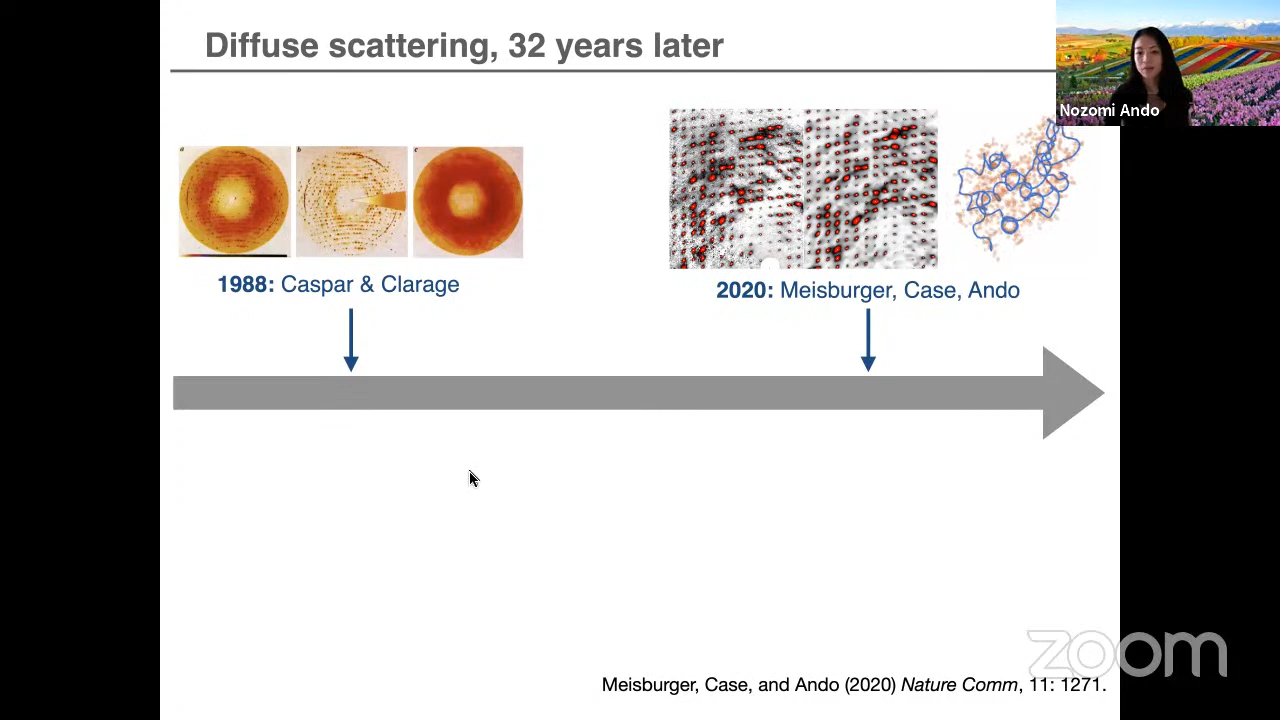 Diffuse scattering, 32 years later
Nozomi Ando
a
b
c
1988: Caspar & Clarage
2020: Meisburger, Case, Ando
zoom
Meisburger, Case, and Ando (2020) Nature Comm, 11: 1271.